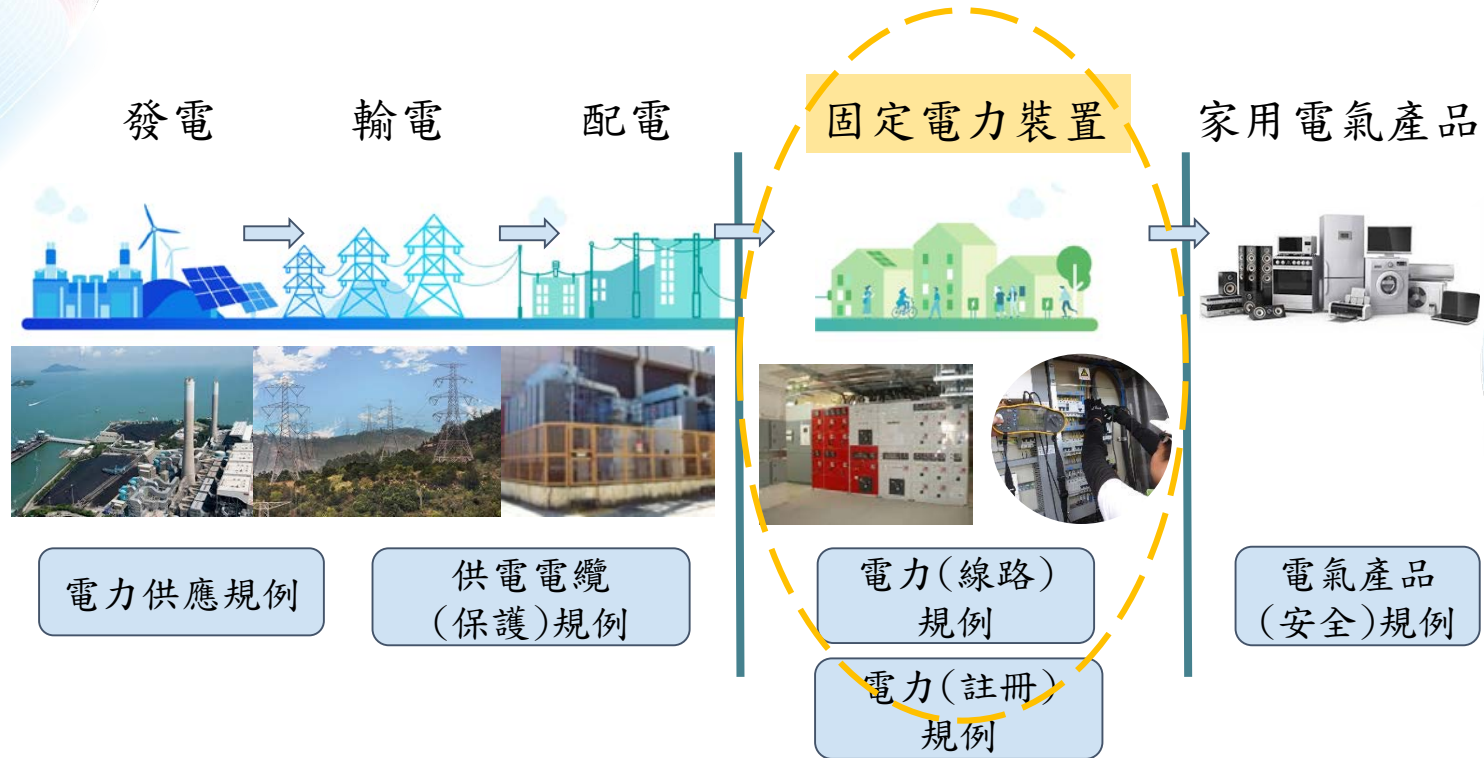 發電
輸電
配電
固定電力裝置
家用電氣產品
電力供應規例
供電電纜
(保護)規例
電力(線路)
規例
電力(註冊)
規例
電氣產品
(安全)規例